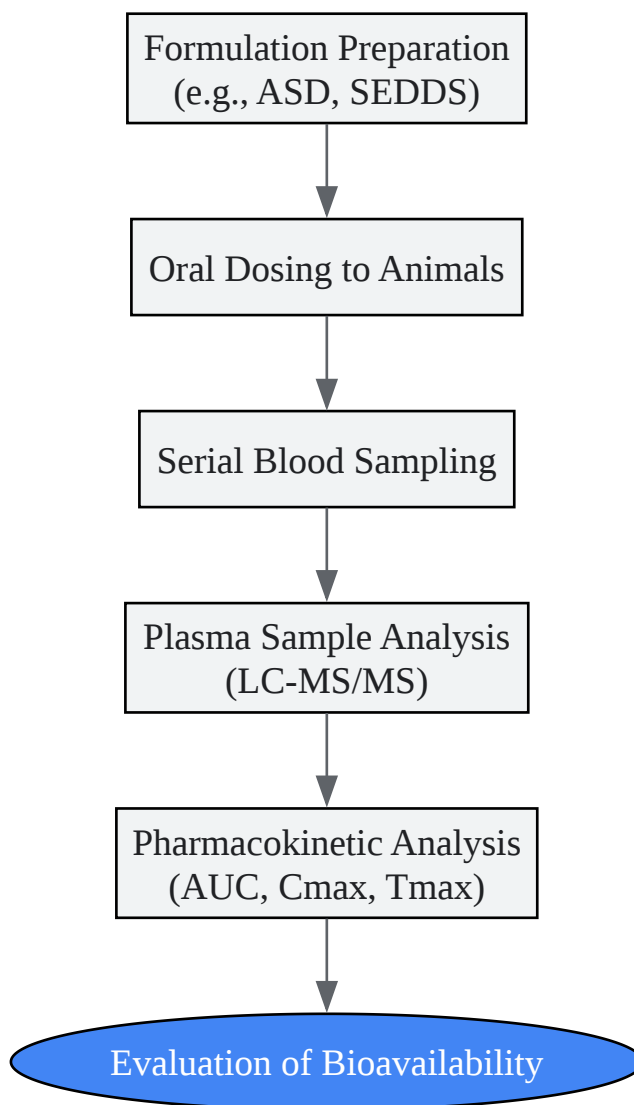 Formulation Preparation
(e.g., ASD, SEDDS)
Oral Dosing to Animals
Serial Blood Sampling
Plasma Sample Analysis
(LC-MS/MS)
Pharmacokinetic Analysis
(AUC, Cmax, Tmax)
Evaluation of Bioavailability